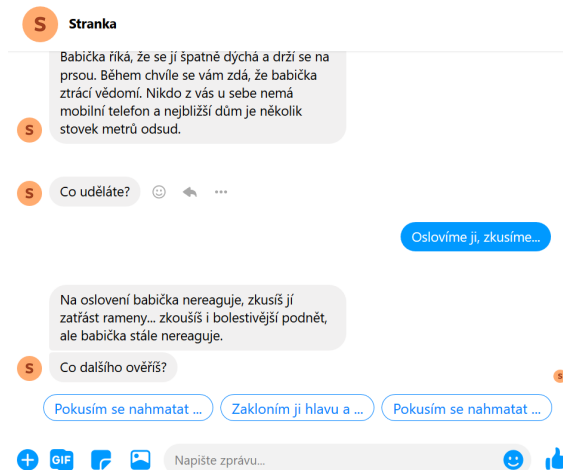 S
Stranka
Babička říká, že se jí špatně dýchá a drží se na
prsou. Během chvíle se vám zdá, že babička
ztrácí vědomí. Nikdo z vás u sebe nemá
mobilní telefon a nejbližší dům je několik
stovek metrů odsud.
S
Co uděláte?
S
Oslovíme ji, zkusíme...
Na oslovení babička nereaguje, zkusíš jí
zatřást rameny... zkoušíš i bolestivější podnět,
ale babička stále nereaguje.
Co dalšího ověříš?
S
S
Pokusím se nahmatat ...
Zakloním ji hlavu a ...
Pokusím se nahmatat ...
GIF
Napište zprávu...